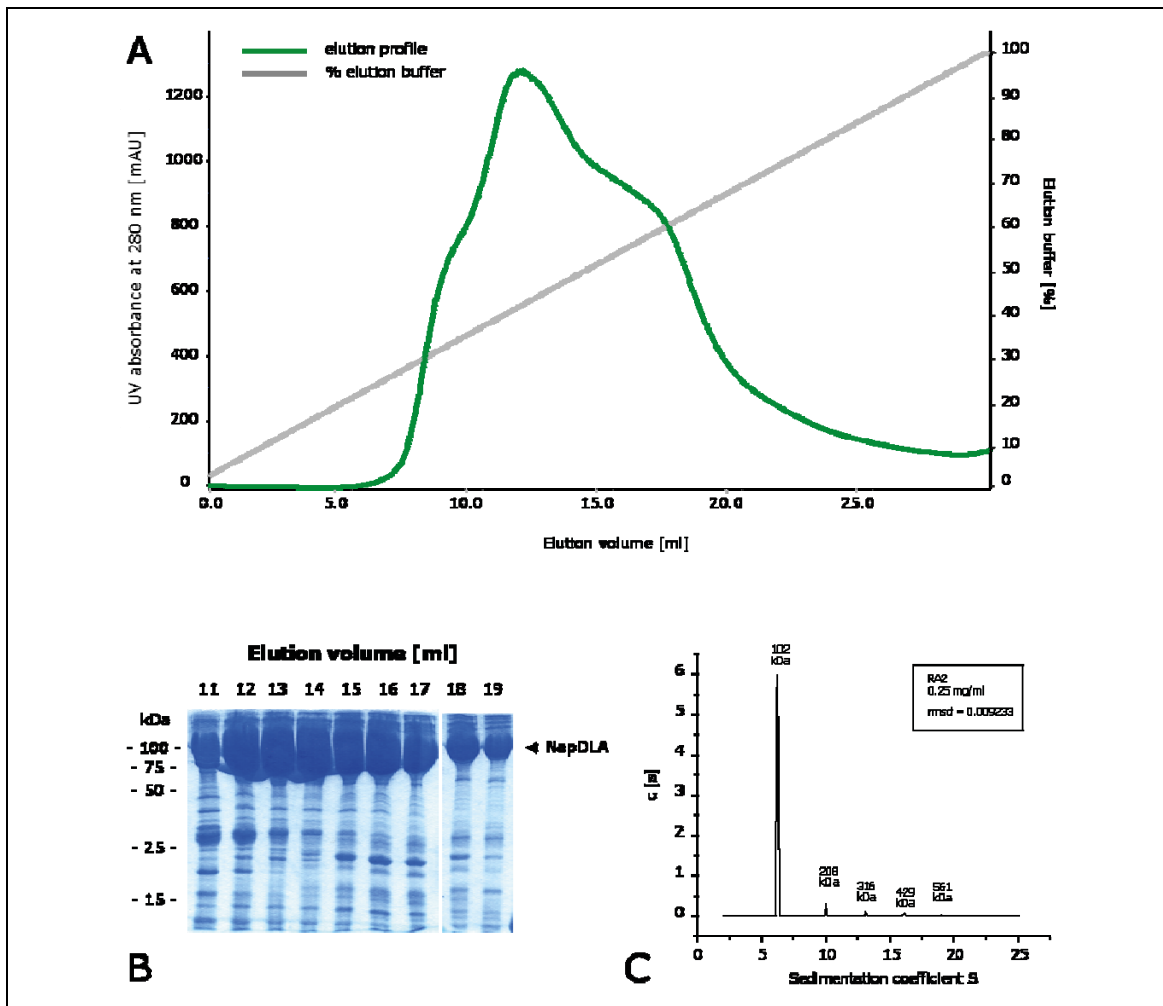 A
elution profile
% elution buffer
UV absorbance at 280 nm [mAU]
1200
1000
800
600
400
200
0
100
90
80
70
60
50
40
30
20
10
0
Elution buffer [%]
0.0 5.0 10.0 15.0 20.0 25.0
Elution volume [ml]
Elution volume [ml]
11 12 13 14 15 16 17 18 19
kDa
- 100 -
- 75 -
- 50 -
- 25 -
- 15 -
NapDLA
B
c [s]
6
5
4
3
2
1
0
102
kDa
208
kDa
316
kDa
429
kDa
561
kDa
RA2
0.25 mg/ml
rmsd = 0.009233
0 5 10 15 20 25
Sedimentation coefficient S
C